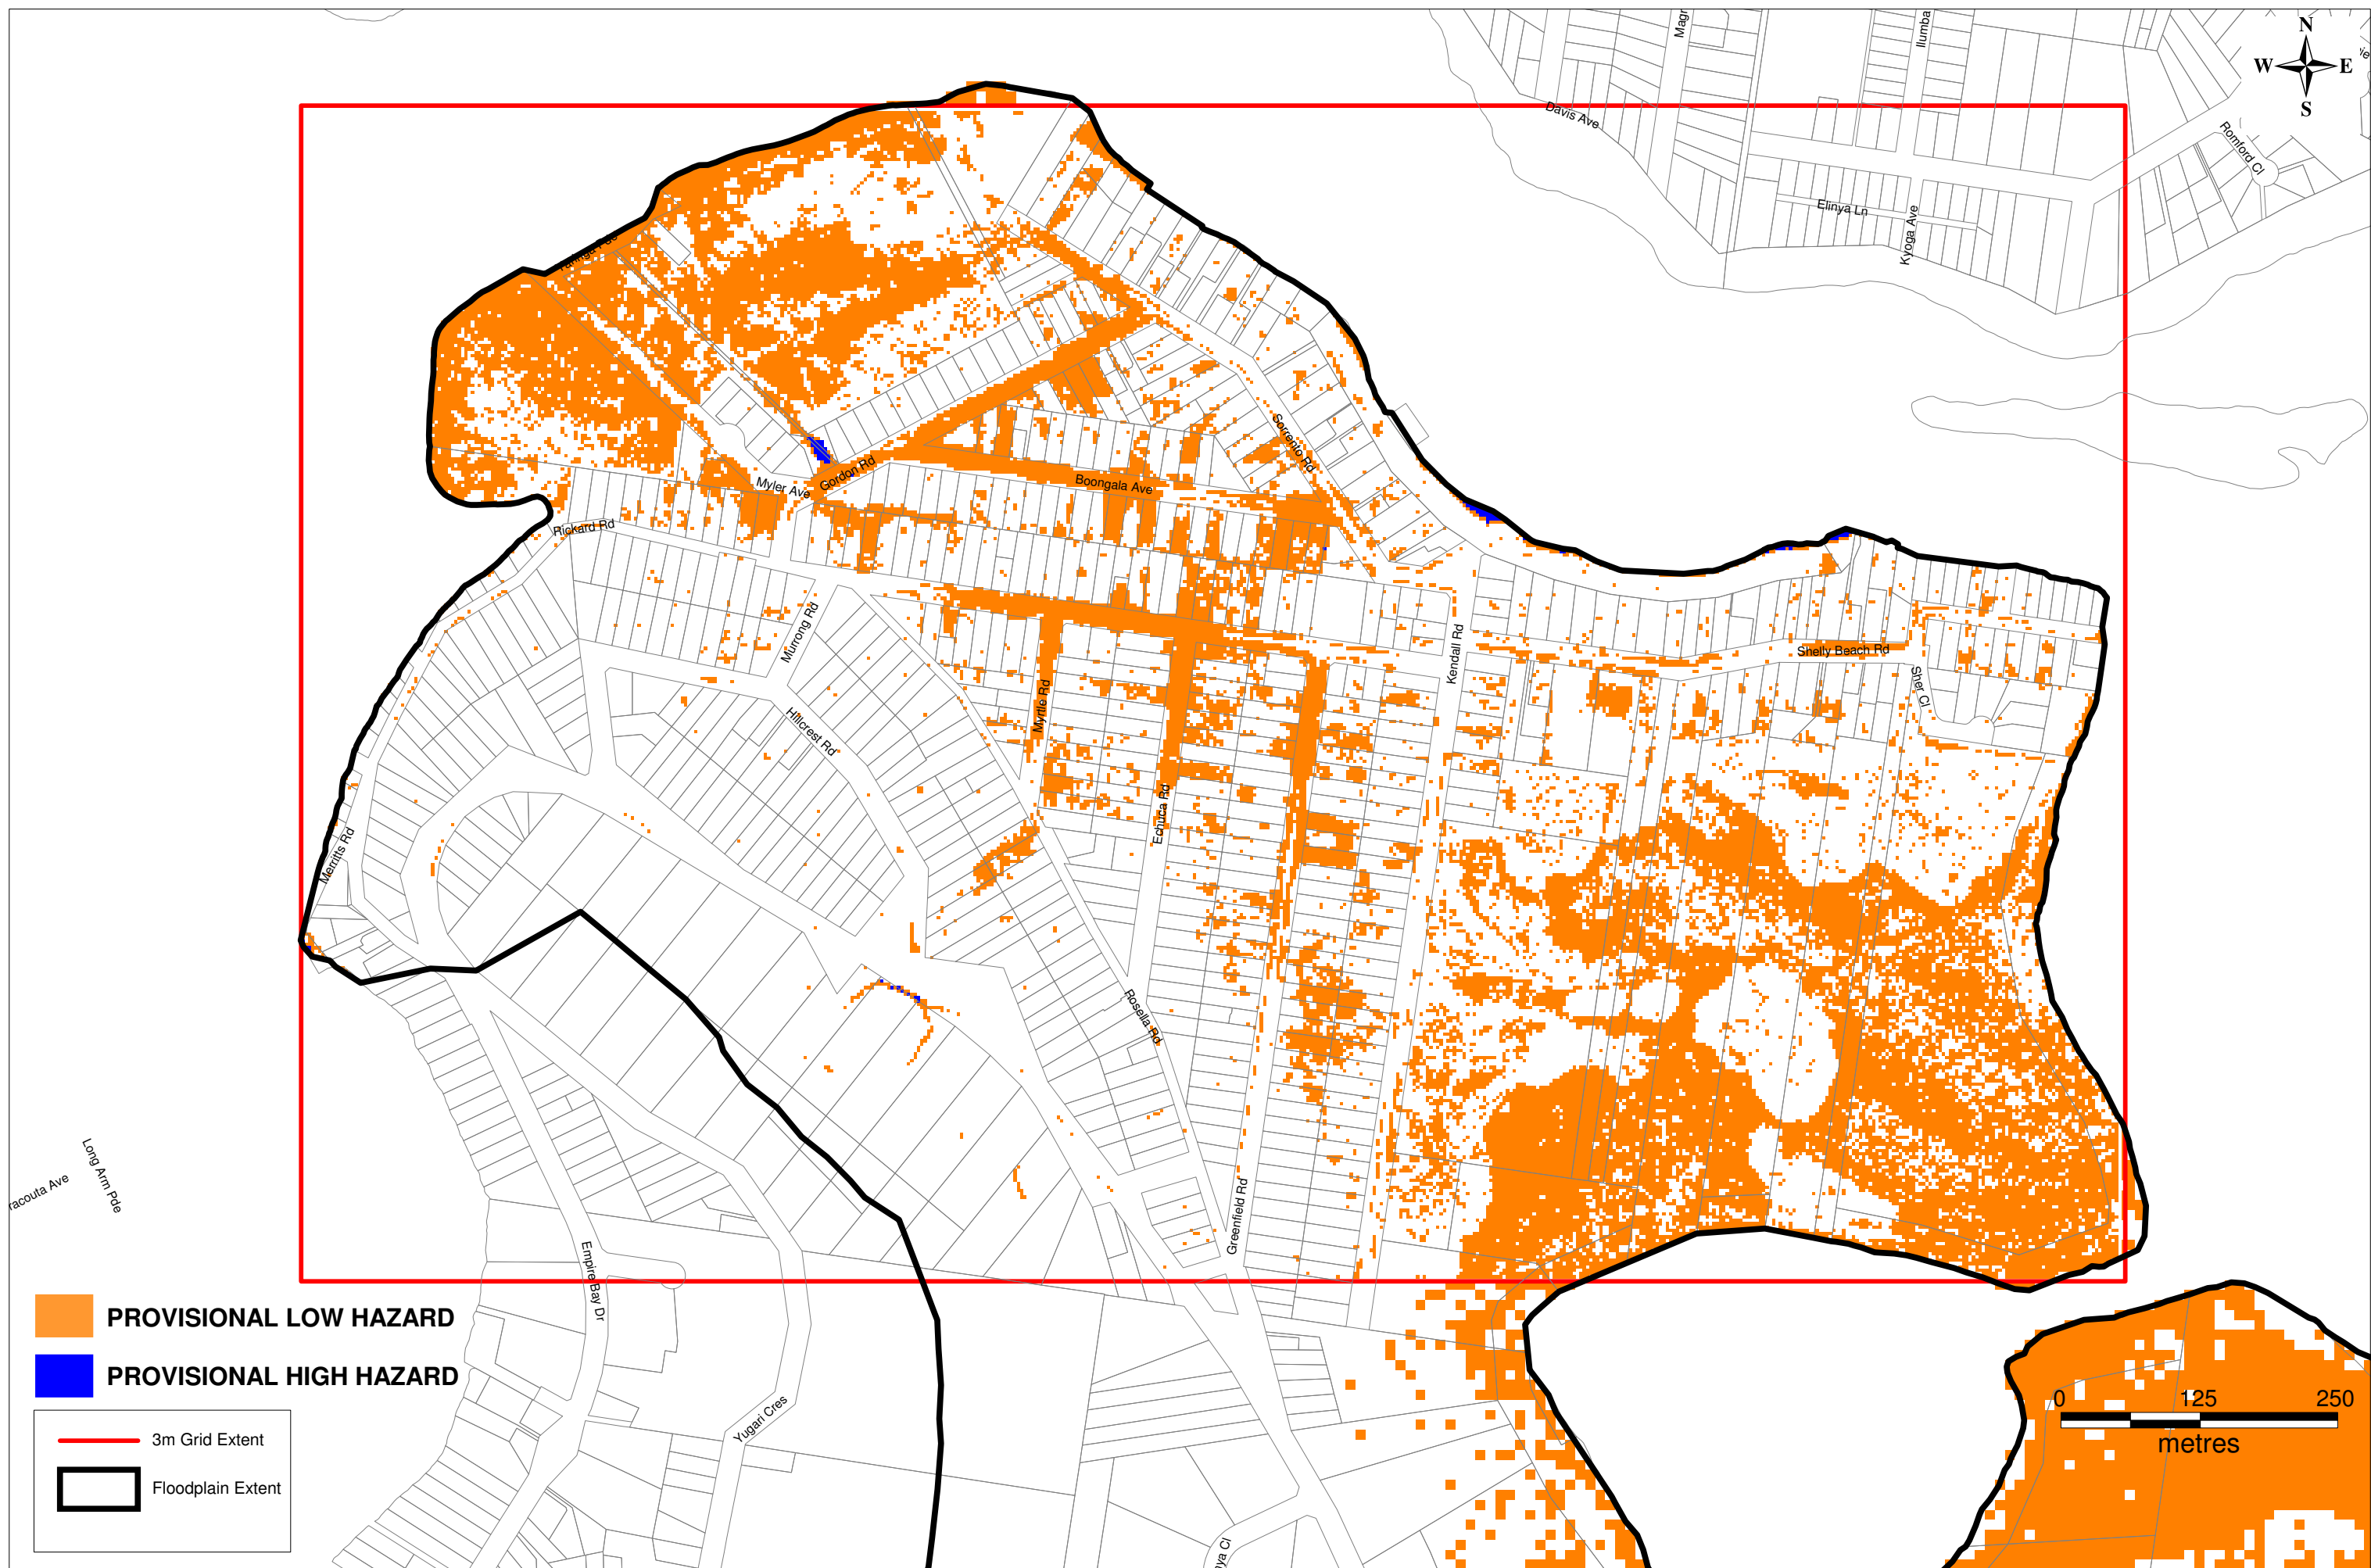 N
W E
S
Davis Ave
Romford Cl
Elinya Ln
Kyoga Ave
Sorrento Rd
Boongala Ave
Gordon Rd
Myler Ave
Rickard Rd
Murrong Rd
Kendall Rd
Shelly Beach Rd
Sher Cl
Myrtle Rd
Hillcrest Rd
Echuca Rd
Merritts Rd
Rosella Rd
Long Arm Pde
racouta Ave
Greenfield Rd
Empire Bay Dr
Yugari Cres
PROVISIONAL LOW HAZARD
PROVISIONAL HIGH HAZARD
3m Grid Extent
Floodplain Extent
0 125 250
metres